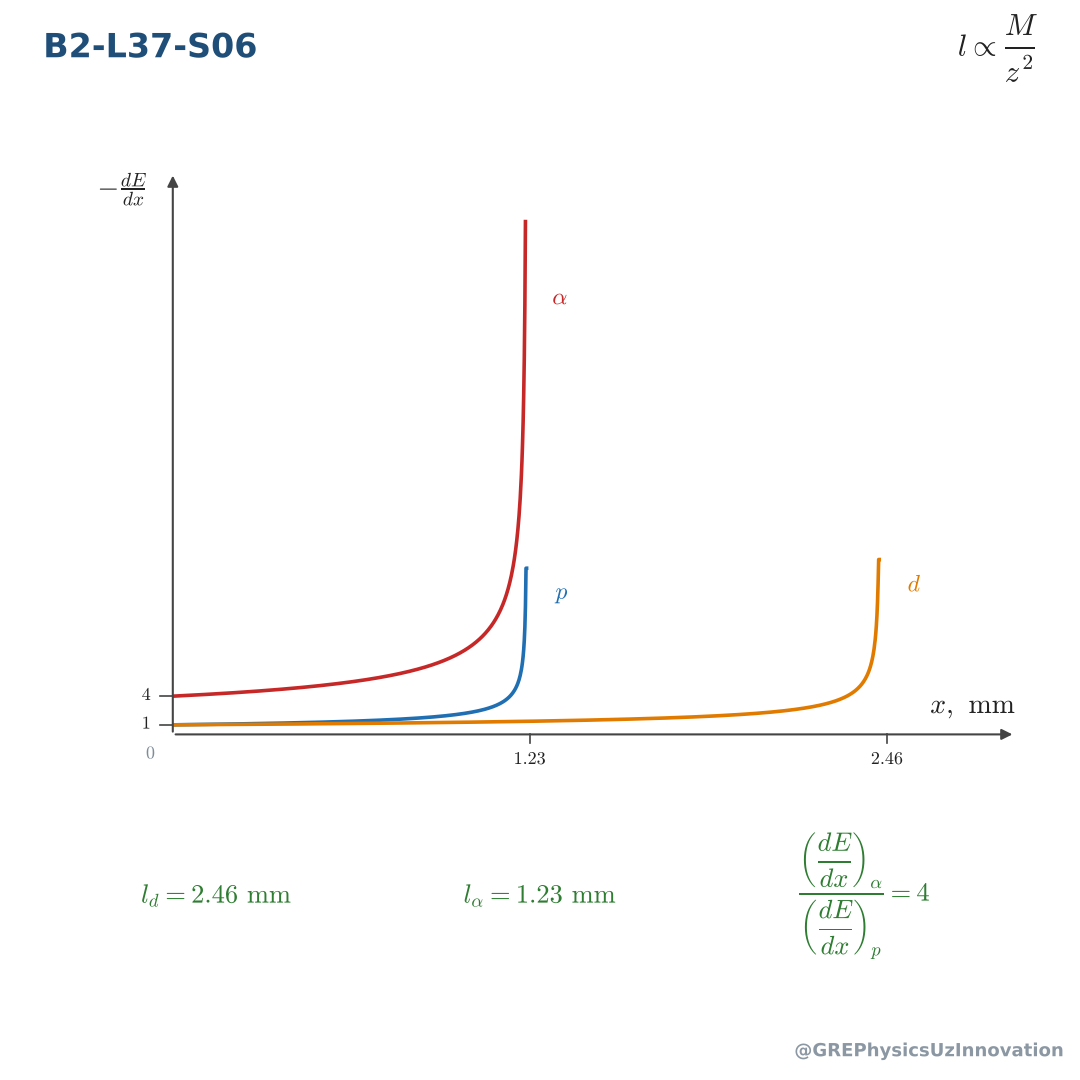 B2-L37-S06
l ∝ M/z²
−dE/dx
α
p
d
4
1
0
x, mm
1.23
2.46
l_d = 2.46 mm
l_α = 1.23 mm
(dE/dx)_α / (dE/dx)_p = 4
@GREPhysicsUzInnovation